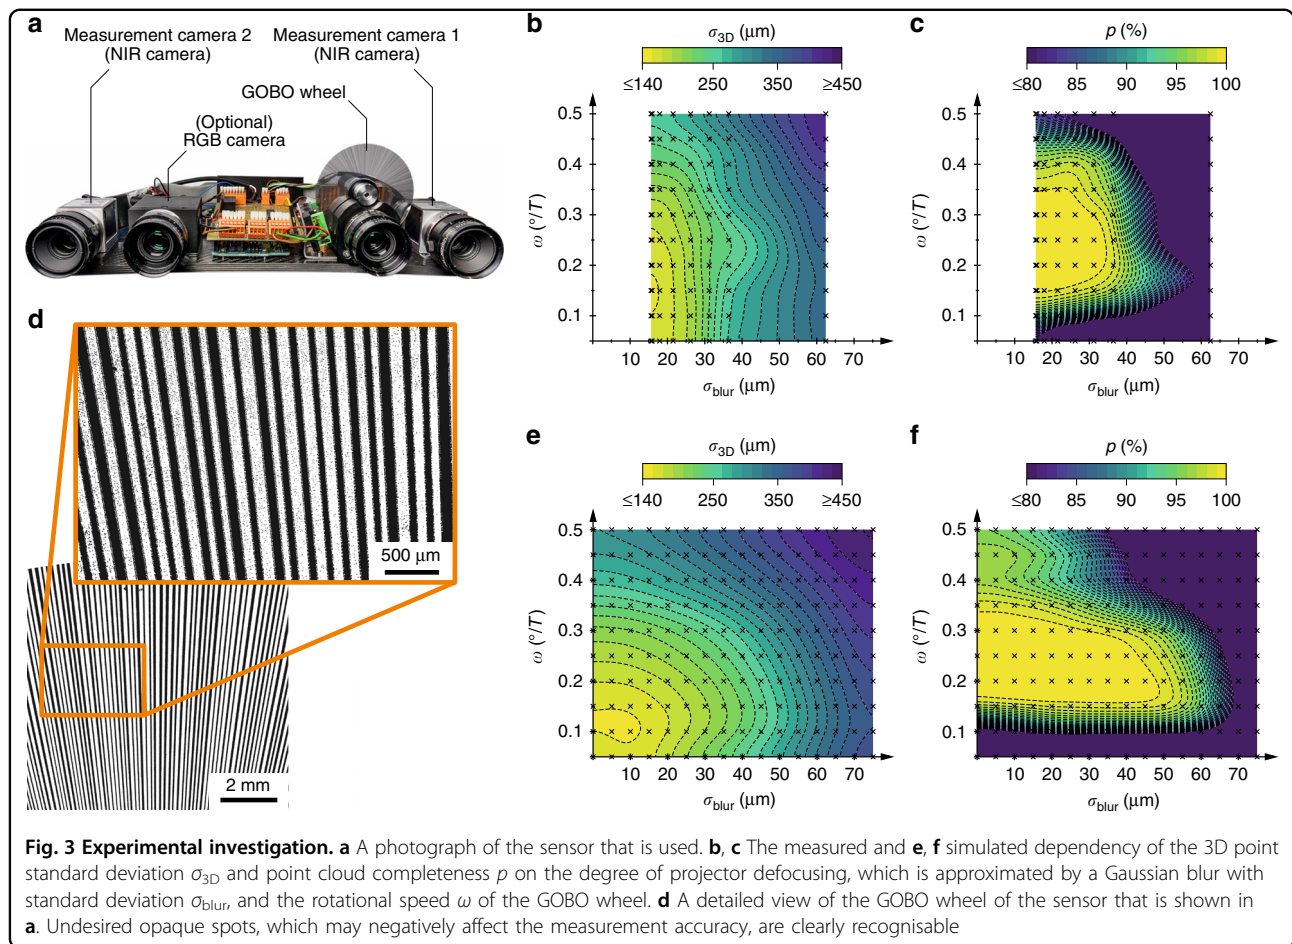 a
Measurement camera 2
(NIR camera)
Measurement camera 1
(NIR camera)
GOBO wheel
(Optional)
RGB camera
b
σ3D (μm)
≤140 250 350 ≥450
0.5
0.4
0.3
0.2
0.1
ω (°/T)
10 20 30 40 50 60 70
σblur (μm)
c
p (%)
≤80 85 90 95 100
0.5
0.4
0.3
0.2
0.1
ω (°/T)
10 20 30 40 50 60 70
σblur (μm)
d
500 μm
2 mm
e
σ3D (μm)
≤140 250 350 ≥450
0.5
0.4
0.3
0.2
0.1
ω (°/T)
10 20 30 40 50 60 70
σblur (μm)
f
p (%)
≤80 85 90 95 100
0.5
0.4
0.3
0.2
0.1
ω (°/T)
10 20 30 40 50 60 70
σblur (μm)
Fig. 3 Experimental investigation. a A photograph of the sensor that is used. b, c The measured and e, f simulated dependency of the 3D point
standard deviation σ3D and point cloud completeness p on the degree of projector defocusing, which is approximated by a Gaussian blur with
standard deviation σblur, and the rotational speed ω of the GOBO wheel. d A detailed view of the GOBO wheel of the sensor that is shown in
a. Undesired opaque spots, which may negatively affect the measurement accuracy, are clearly recognisable